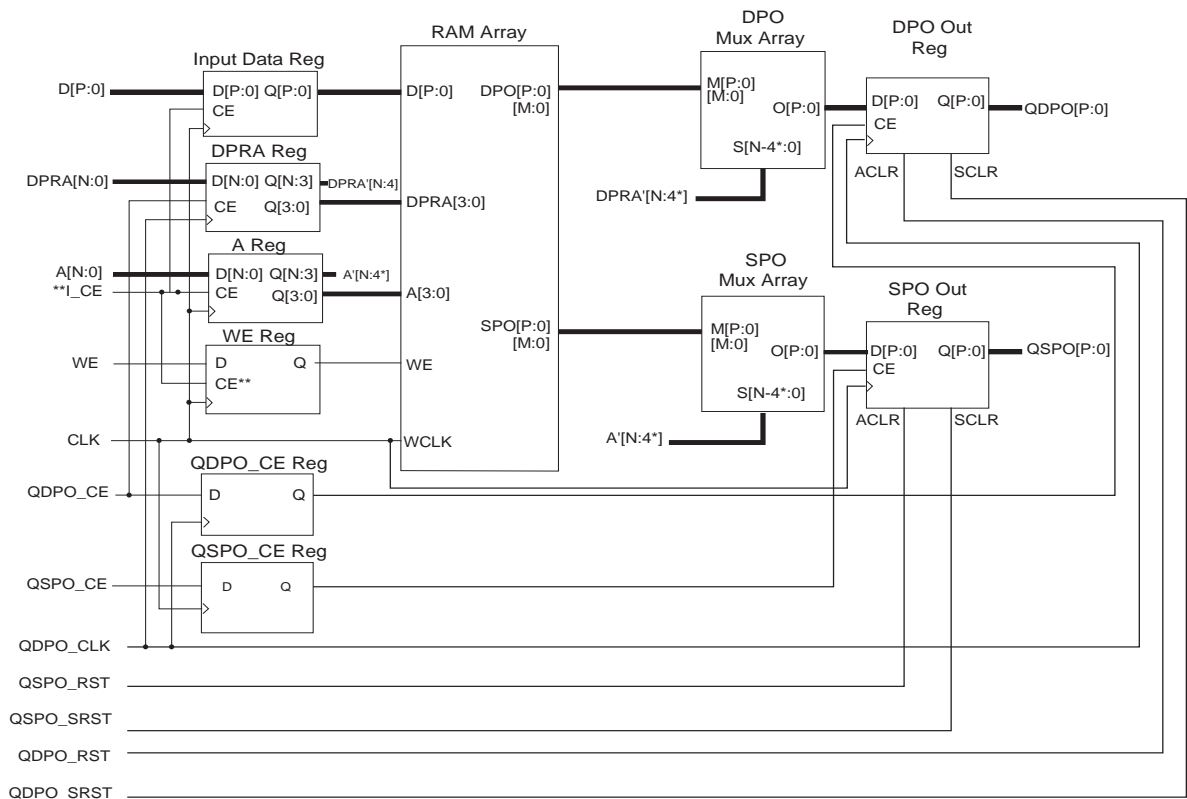 RAM Array
DPO
Mux Array
DPO Out
Reg
Input Data Reg
D[P:0]
D[P:0] Q[P:0]
CE
D[P:0]
DPO[P:0]
[M:0]
M[P:0]
[M:0]
O[P:0]
S[N-4*:0]
D[P:0] Q[P:0]
CE
QDPO[P:0]
ACLR
SCLR
DPRA Reg
DPRA[N:0]
D[N:0] Q[N:3]
CE
Q[3:0]
DPRA'[N:4]
DPRA[3:0]
DPRA'[N:4*]
A Reg
A[N:0]
**I_CE
D[N:0] Q[N:3]
CE
Q[3:0]
A'[N:4*]
A[3:0]
SPO
Mux Array
SPO Out
Reg
SPO[P:0]
[M:0]
M[P:0]
[M:0]
O[P:0]
S[N-4*:0]
D[P:0] Q[P:0]
CE
QSPO[P:0]
ACLR
SCLR
WE Reg
WE
D Q
CE**
WE
A'[N:4*]
CLK
WCLK
QDPO_CE Reg
QDPO_CE
D Q
QSPO_CE Reg
QSPO_CE
D Q
QDPO_CLK
QSPO_RST
QSPO_SRST
QDPO_RST
QDPO_SRST